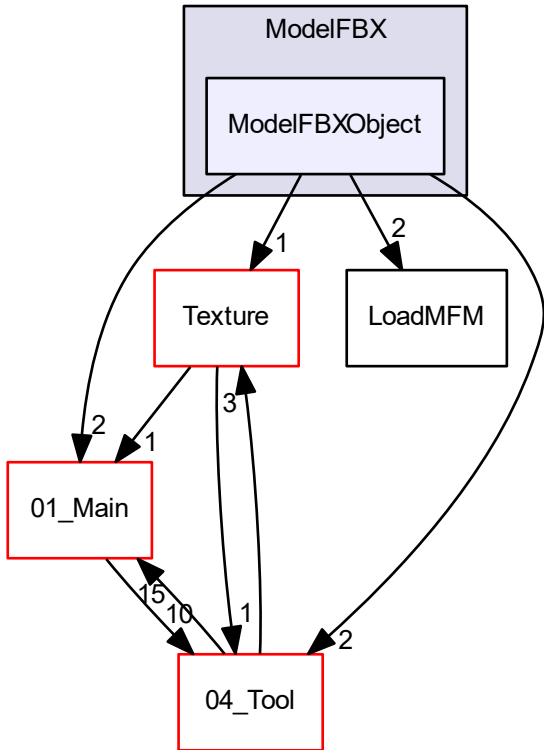 ModelFBX
ModelFBXObject
1
2
Texture
LoadMFM
3
2
1
01_Main
15
10
1
2
04_Tool